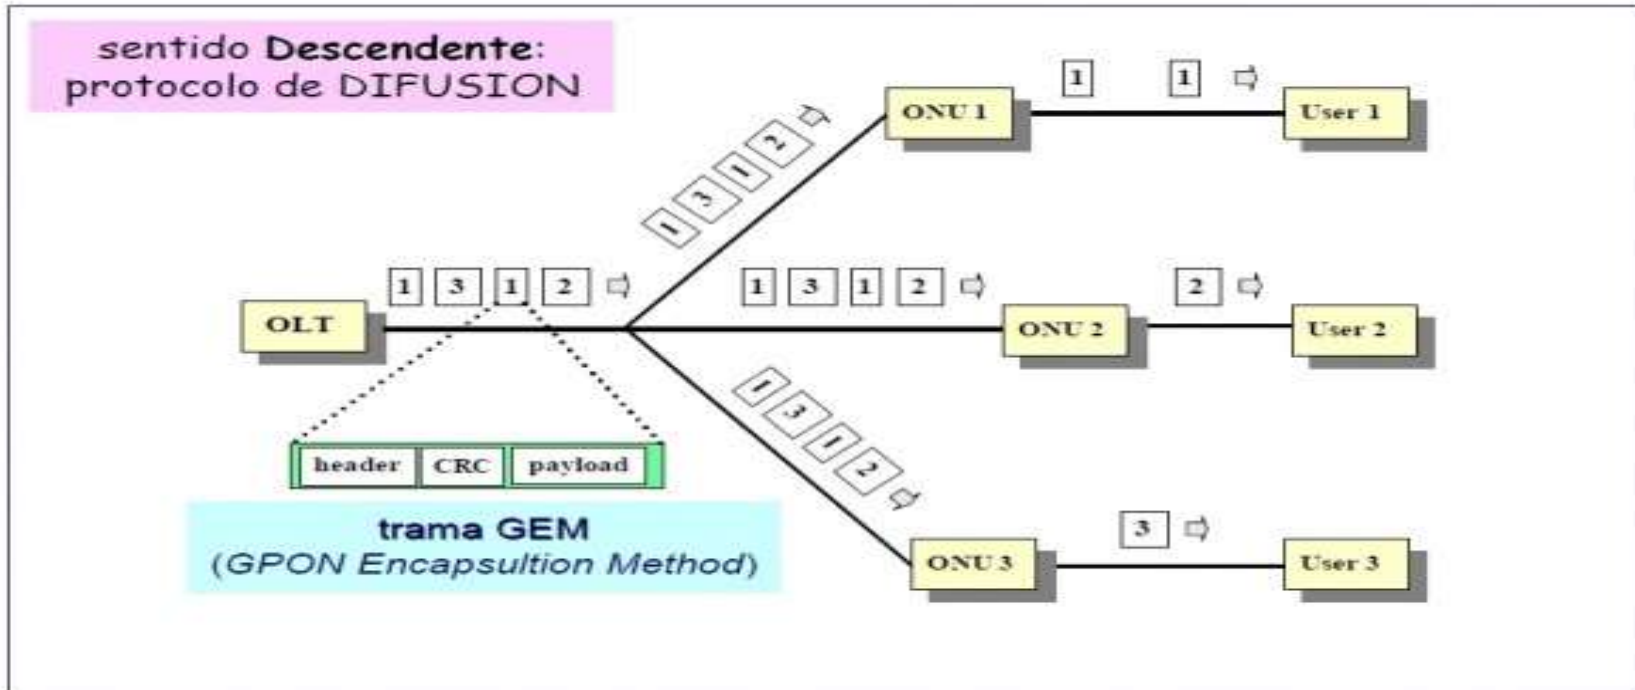 sentido Descendente:
protocolo de DIFUSION
1 1
ONU 1
User 1
1 3 1 2
1 3 1 2
OLT
1 3 1 2
ONU 2
2
User 2
1 3 1 2
header CRC payload
trama GEM
(GPON Encapsultion Method)
3
ONU 3
User 3